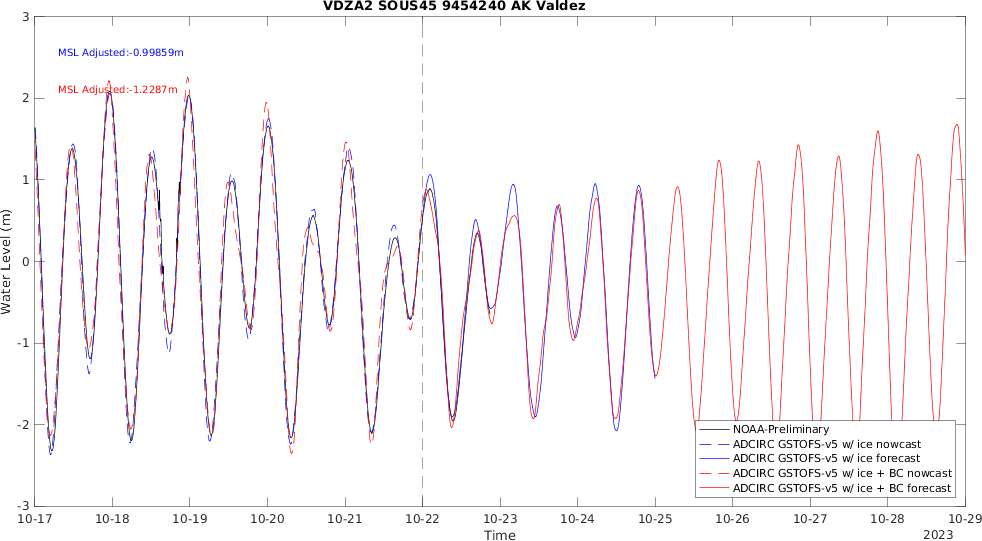 VDZA2 SOUS45 9454240 AK Valdez
MSL Adjusted:-0.99859m
MSL Adjusted:-1.2287m
Water Level (m)
3
2
1
0
-1
-2
-3
NOAA-Preliminary
ADCIRC GSTOFS-v5 w/ ice nowcast
ADCIRC GSTOFS-v5 w/ ice forecast
ADCIRC GSTOFS-v5 w/ ice + BC nowcast
ADCIRC GSTOFS-v5 w/ ice + BC forecast
10-17 10-18 10-19 10-20 10-21 10-22 10-23 10-24 10-25 10-26 10-27 10-28 10-29
Time
2023